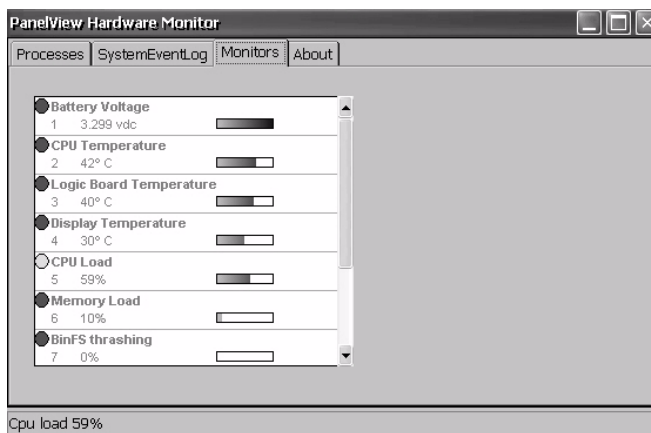 PanelView Hardware Monitor
Processes SystemEventLog Monitors About
Battery Voltage
1 3.299 vdc
CPU Temperature
2 42° C
Logic Board Temperature
3 40° C
Display Temperature
4 30° C
CPU Load
5 59%
Memory Load
6 10%
BinFS thrashing
7 0%
Cpu load 59%